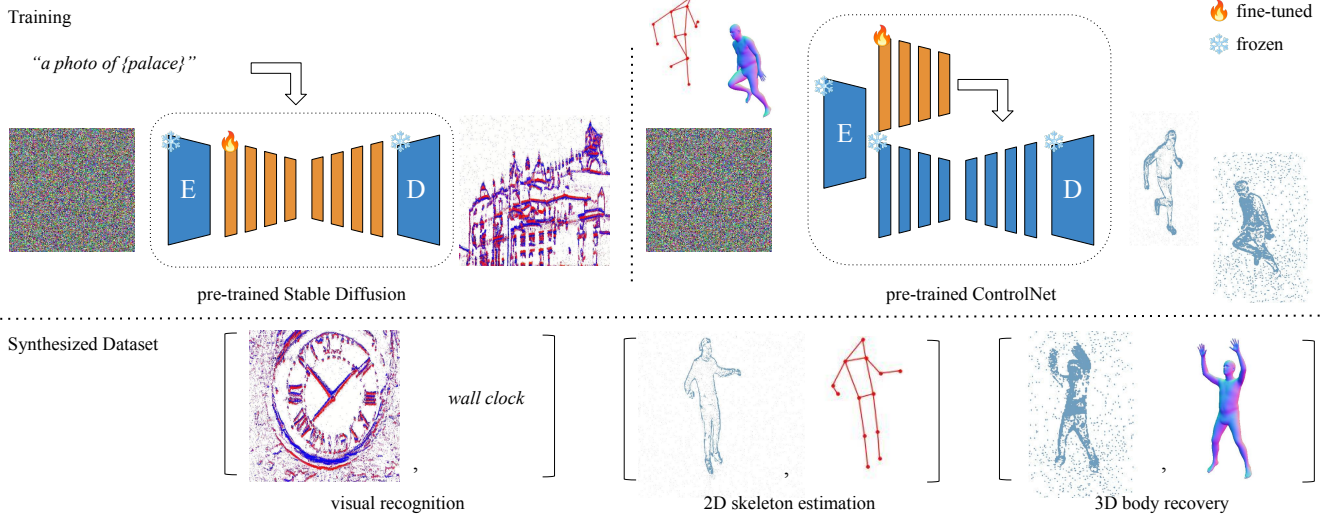 Training
fine-tuned
frozen
“a photo of {palace}”
E
D
E
D
pre-trained Stable Diffusion
pre-trained ControlNet
Synthesized Dataset
wall clock
,
,
,
visual recognition
2D skeleton estimation
3D body recovery